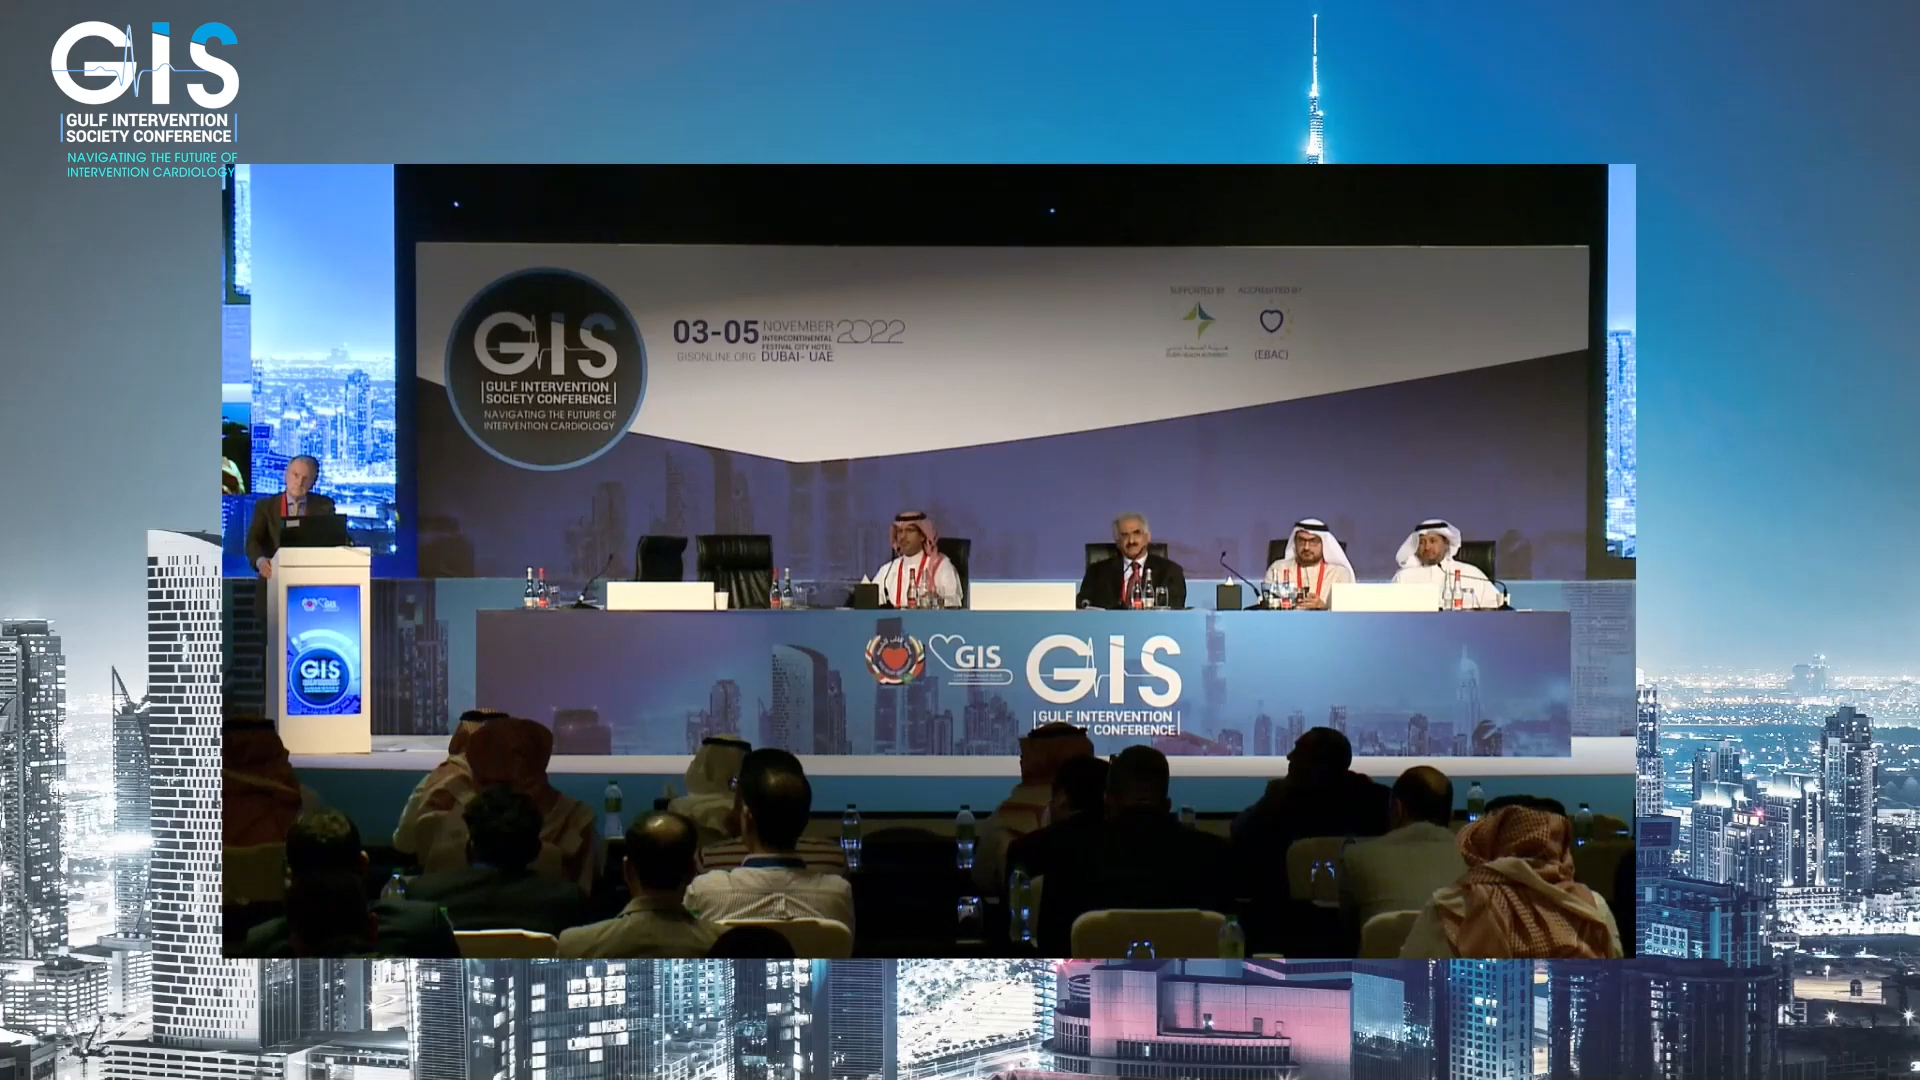 GIS
GULF INTERVENTION
SOCIETY CONFERENCE
NAVIGATING THE FUTURE OF
INTERVENTION CARDIOLOGY
GIS
GULF INTERVENTION
SOCIETY CONFERENCE
NAVIGATING THE FUTURE OF
INTERVENTION CARDIOLOGY
03-05 NOVEMBER 2022
INTERCONTINENTAL
FESTIVAL CITY HOTEL
GISONLINE.ORG DUBAI- UAE
SUPPORTED BY
ACCREDITED BY
(EBAC)
GIS
GIS
GIS
GIS
GULF INTERVENTION
CONFERENCE